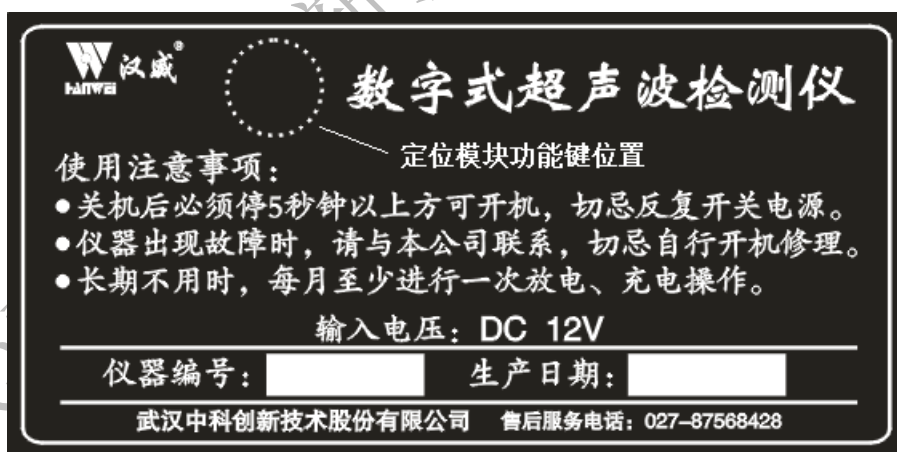 HANWEI 汉威®
数字式超声波检测仪
定位模块功能键位置
使用注意事项：
●关机后必须停5秒钟以上方可开机，切忌反复开关电源。
●仪器出现故障时，请与本公司联系，切忌自行开机修理。
●长期不用时，每月至少进行一次放电、充电操作。
输入电压：DC 12V
仪器编号： 生产日期：
武汉中科创新技术股份有限公司 售后服务电话：027-87568428